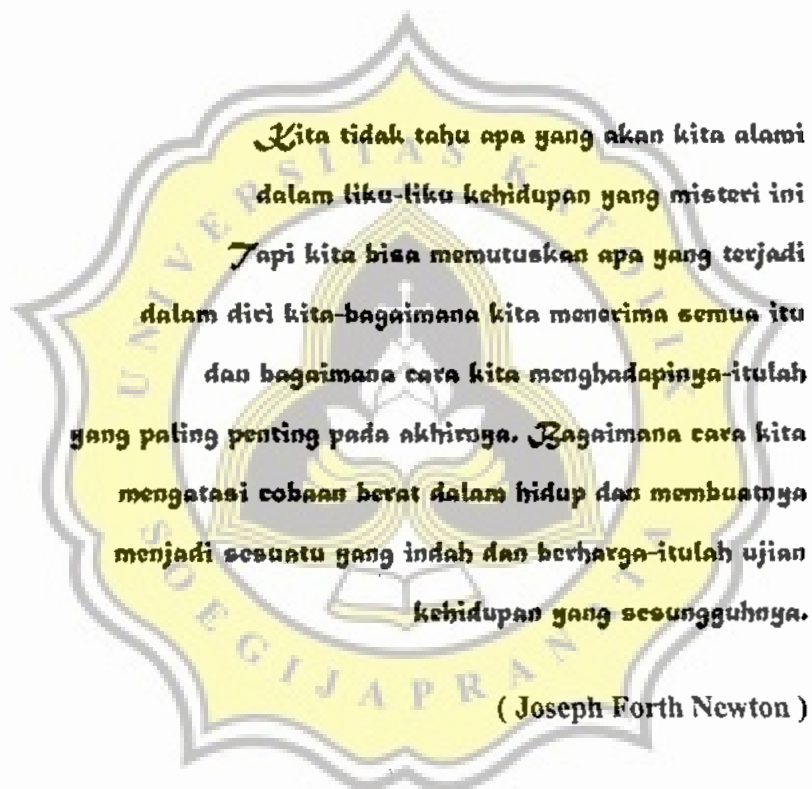 Kita tidak tahu apa yang akan kita alami
dalam liku-liku kehidupan yang misteri ini
Tapi kita bisa memutuskan apa yang terjadi
dalam diri kita-bagaimana kita menerima semua itu
dan bagaimana cara kita menghadapinya-itulah
yang paling penting pada akhirnya. Bagaimana cara kita
mengatasi cobaan berat dalam hidup dan membuatnya
menjadi sesuatu yang indah dan berharga-itulah ujian
kehidupan yang sesungguhnya.
( Joseph Forth Newton )
UNIVERSITAS KATOLIK
SOEGIJAPRANATA